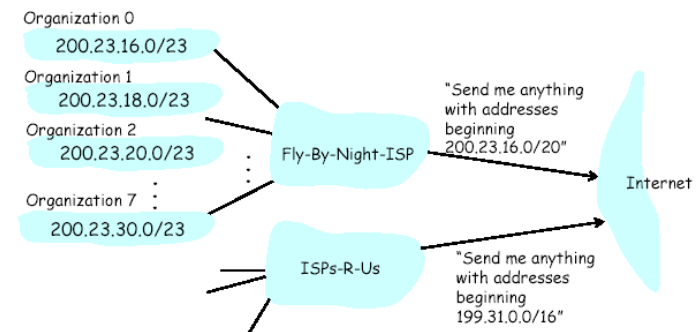 Organization 0
200.23.16.0/23
Organization 1
200.23.18.0/23
Organization 2
200.23.20.0/23
Organization 7
200.23.30.0/23
Fly-By-Night-ISP
"Send me anything
with addresses
beginning
200.23.16.0/20"
Internet
ISPs-R-Us
"Send me anything
with addresses
beginning
199.31.0.0/16"